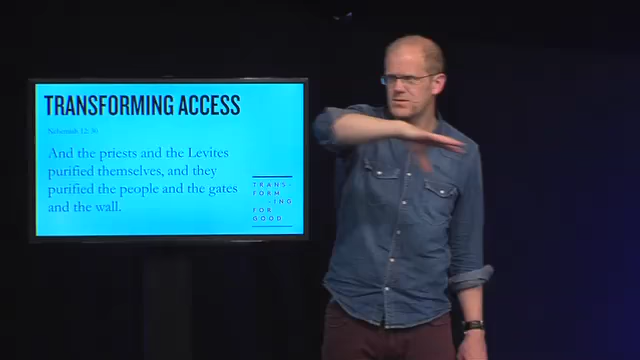 TRANSFORMING ACCESS
Nehemiah 12:30
And the priests and the Levites
purified themselves, and they
purified the people and the gates
and the wall.
TRANS-
FORM
-ING
FOR
GOOD